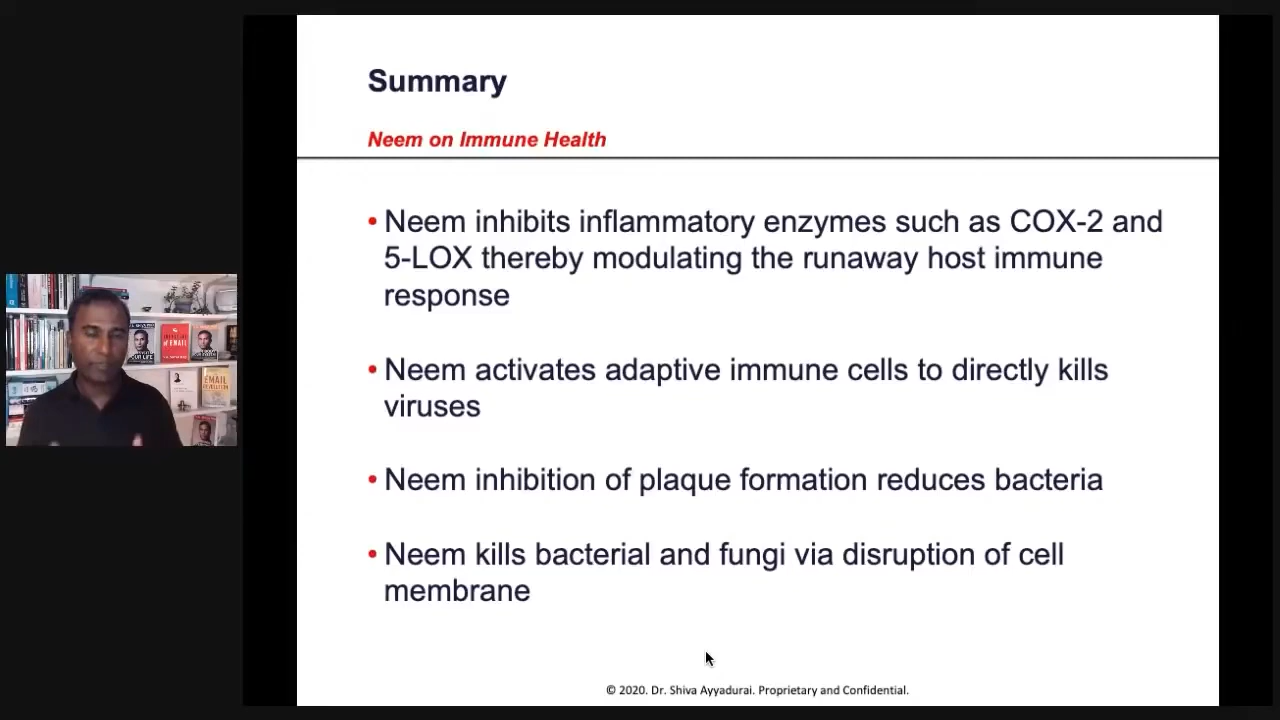 Summary
Neem on Immune Health
• Neem inhibits inflammatory enzymes such as COX-2 and
5-LOX thereby modulating the runaway host immune
response
• Neem activates adaptive immune cells to directly kills
viruses
• Neem inhibition of plaque formation reduces bacteria
• Neem kills bacterial and fungi via disruption of cell
membrane
© 2020. Dr. Shiva Ayyadurai. Proprietary and Confidential.
EMAIL